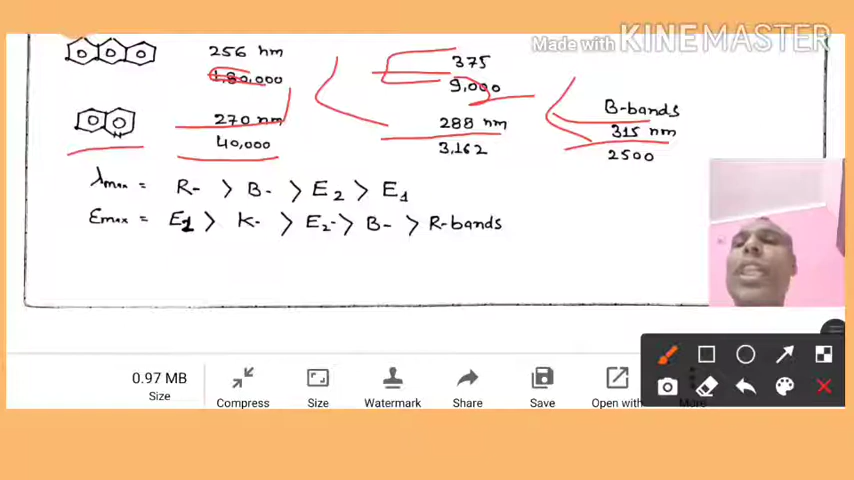 Made with KINEMASTER
256 nm 375
1,80,000 9,000
B-bands
270 nm 288 nm 315 nm
40,000 3,162 2500
N
λmax = R- > B- > E2 > E1
Ɛmax = E1 > K- > E2- > B- > R-bands
0.97 MB
Size Compress Size Watermark Share Save Open with More